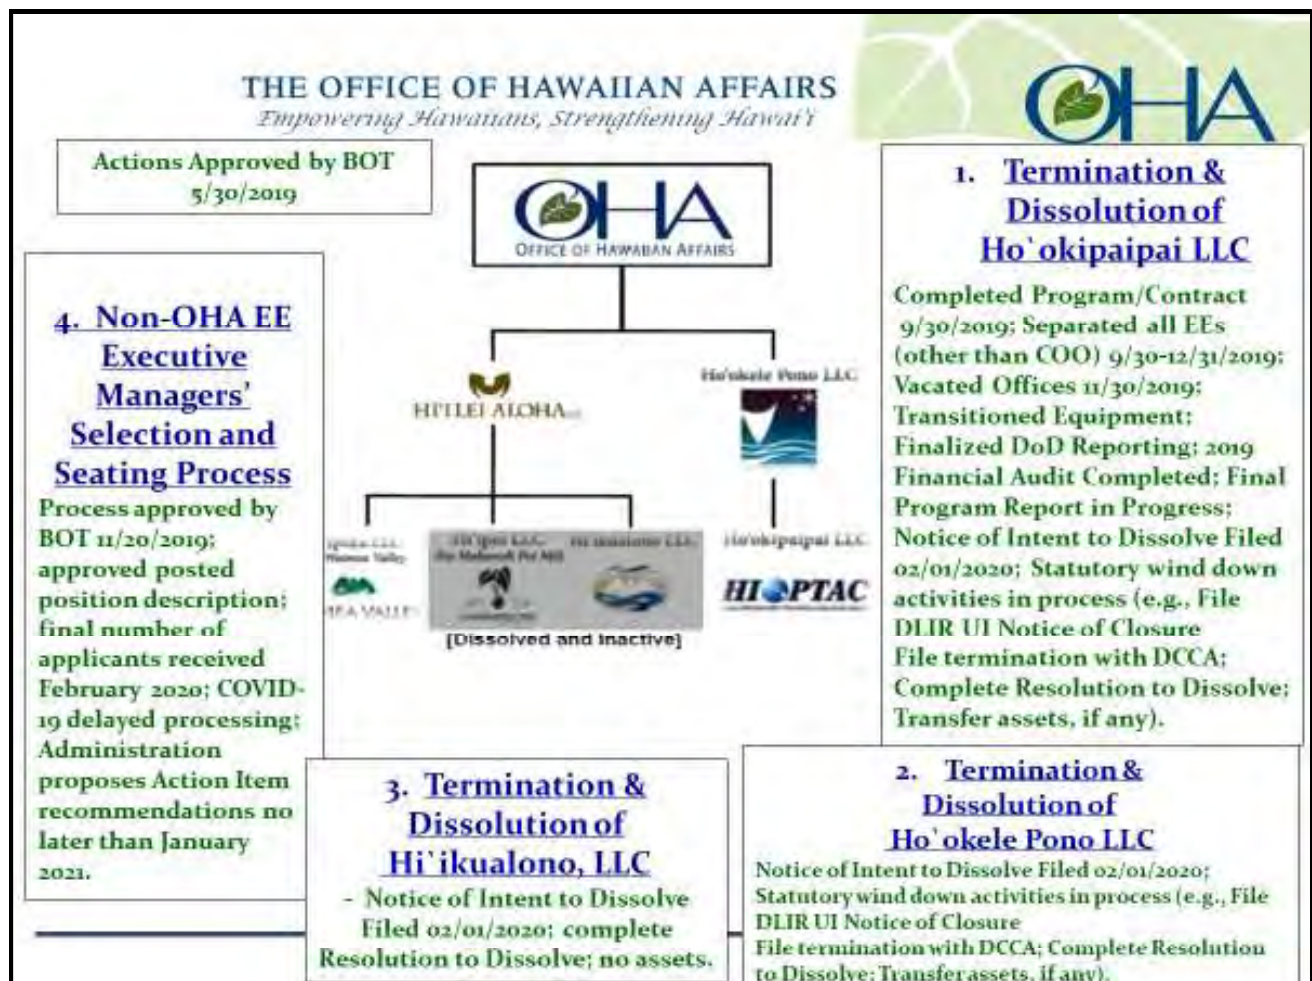 THE OFFICE OF HAWAIIAN AFFAIRS
Empowering Hawaiians, Strengthening Hawai'i
OHA
Actions Approved by BOT
5/30/2019
OHA
OFFICE OF HAWAIIAN AFFAIRS
HI'ILEI ALOHA
Ho'okele Pono LLC
LLC
Valley
Hi'ipoi LLC
Hi'ikualono LLC
Ho'okipaipai LLC
HI PTAC
[Dissolved and Inactive]
4. Non-OHA EE
Executive
Managers'
Selection and
Seating Process
Process approved by
BOT 11/20/2019;
approved posted
position description;
final number of
applicants received
February 2020; COVID-
19 delayed processing;
Administration
proposes Action Item
recommendations no
later than January
2021.
1. Termination &
Dissolution of
Ho`okipaipai LLC
Completed Program/Contract
9/30/2019; Separated all EEs
(other than COO) 9/30-12/31/2019;
Vacated Offices 11/30/2019;
Transitioned Equipment;
Finalized DoD Reporting; 2019
Financial Audit Completed; Final
Program Report in Progress;
Notice of Intent to Dissolve Filed
02/01/2020; Statutory wind down
activities in process (e.g., File
DLIR UI Notice of Closure
File termination with DCCA;
Complete Resolution to Dissolve;
Transfer assets, if any).
3. Termination &
Dissolution of
Hi`ikualono, LLC
- Notice of Intent to Dissolve
Filed 02/01/2020; complete
Resolution to Dissolve; no assets.
2. Termination &
Dissolution of
Ho`okele Pono LLC
Notice of Intent to Dissolve Filed 02/01/2020;
Statutory wind down activities in process (e.g., File
DLIR UI Notice of Closure
File termination with DCCA; Complete Resolution
to Dissolve; Transfer assets, if any).